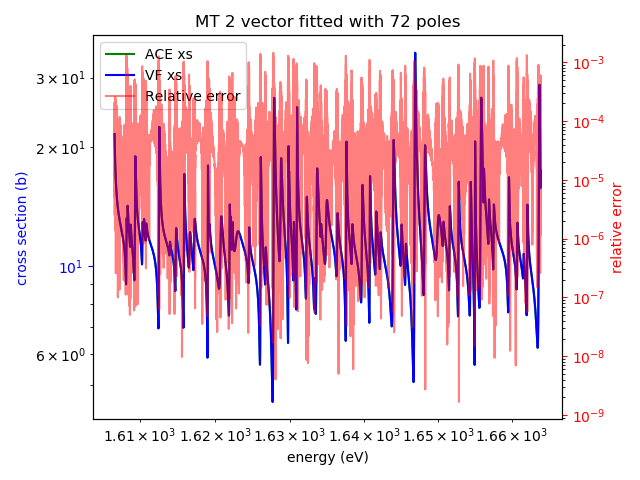 MT 2 vector fitted with 72 poles
ACE xs
VF xs
Relative error
3 × 10¹
2 × 10¹
10¹
6 × 10⁰
cross section (b)
10⁻³
10⁻⁴
10⁻⁵
10⁻⁶
10⁻⁷
10⁻⁸
10⁻⁹
relative error
1.61 × 10³ 1.62 × 10³ 1.63 × 10³ 1.64 × 10³ 1.65 × 10³ 1.66 × 10³
energy (eV)